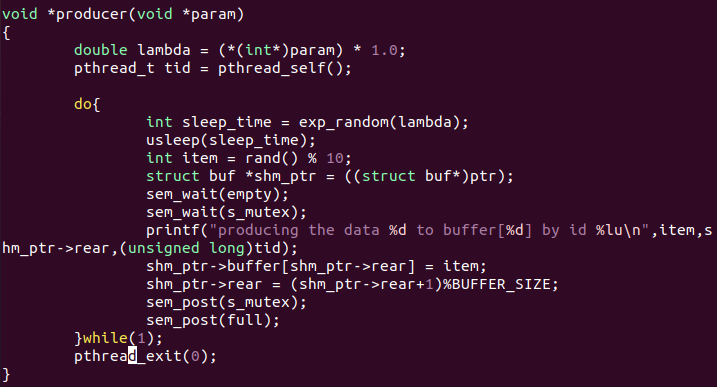 void *producer(void *param)
{
        double lambda = (*(int*)param) * 1.0;
        pthread_t tid = pthread_self();

        do{
                int sleep_time = exp_random(lambda);
                usleep(sleep_time);
                int item = rand() % 10;
                struct buf *shm_ptr = ((struct buf*)ptr);
                sem_wait(empty);
                sem_wait(s_mutex);
                printf("producing the data %d to buffer[%d] by id %lu\n",item,s
hm_ptr->rear,(unsigned long)tid);
                shm_ptr->buffer[shm_ptr->rear] = item;
                shm_ptr->rear = (shm_ptr->rear+1)%BUFFER_SIZE;
                sem_post(s_mutex);
                sem_post(full);
        }while(1);
        pthread_exit(0);
}